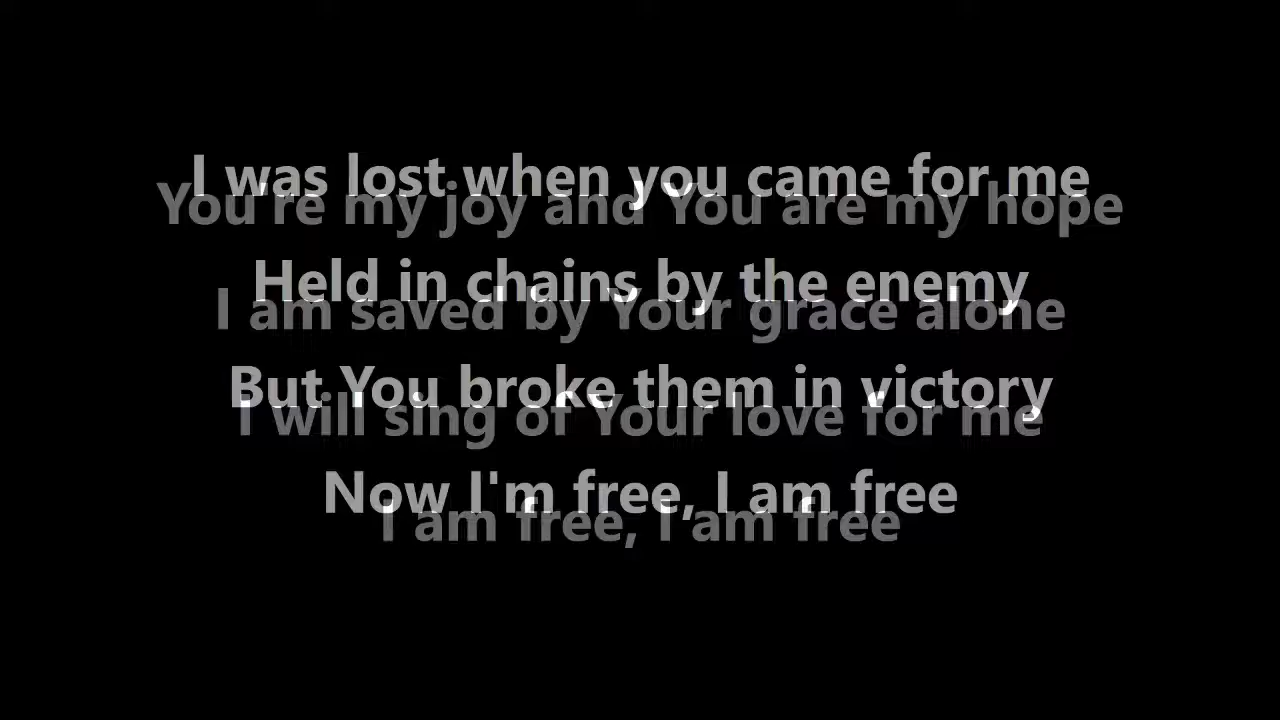 I was lost when you came for me
You're my joy and You are my hope
Held in chains by the enemy
I am saved by Your grace alone
But You broke them in victory
I will sing of Your love for me
Now I'm free, I am free
I am free, I am free